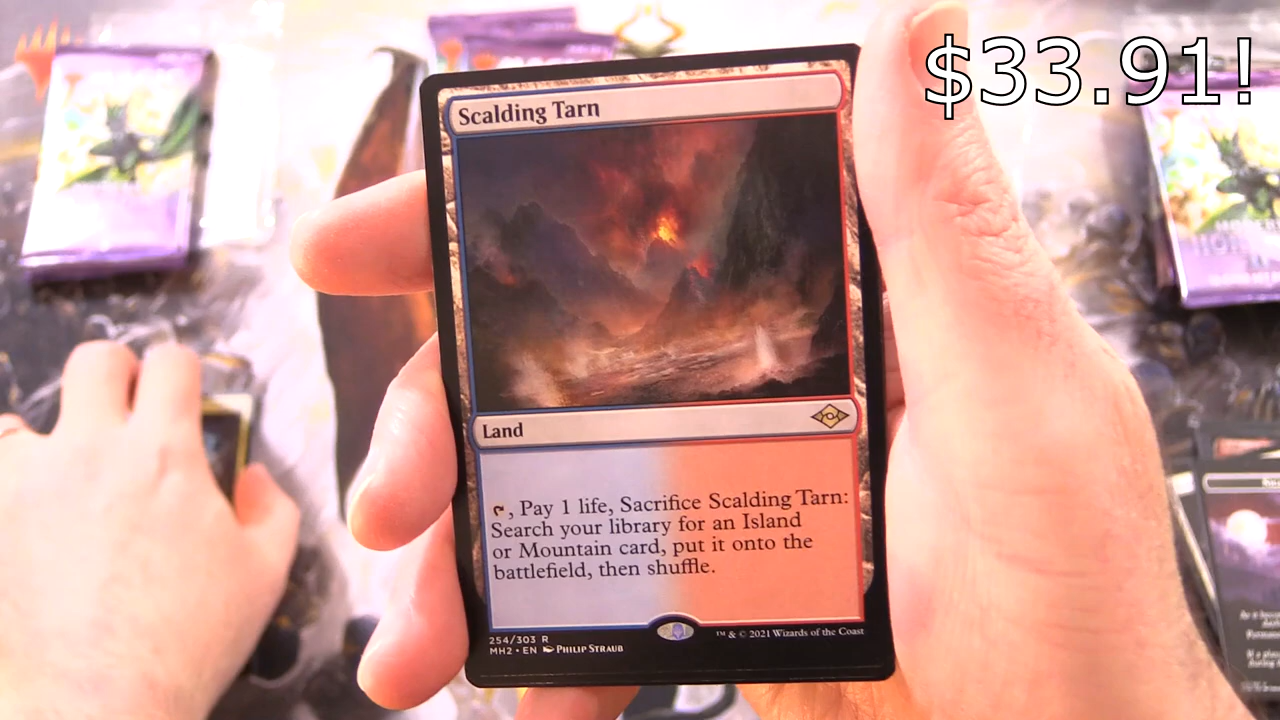 $33.91!
Scalding Tarn
Land
, Pay 1 life, Sacrifice Scalding Tarn:
Search your library for an Island
or Mountain card, put it onto the
battlefield, then shuffle.
254/303 R
MH2 • EN PHILIP STRAUB
™ & © 2021 Wizards of the Coast